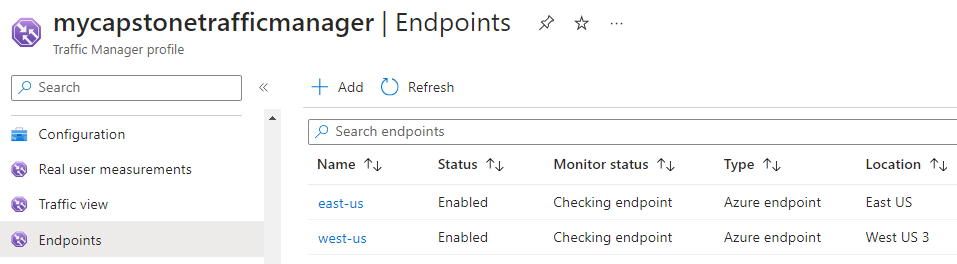 mycapstonetrafficmanager | Endpoints
Traffic Manager profile
Search
Configuration
Real user measurements
Traffic view
Endpoints
Add Refresh
Search endpoints
Name Status Monitor status Type Location
east-us Enabled Checking endpoint Azure endpoint East US
west-us Enabled Checking endpoint Azure endpoint West US 3